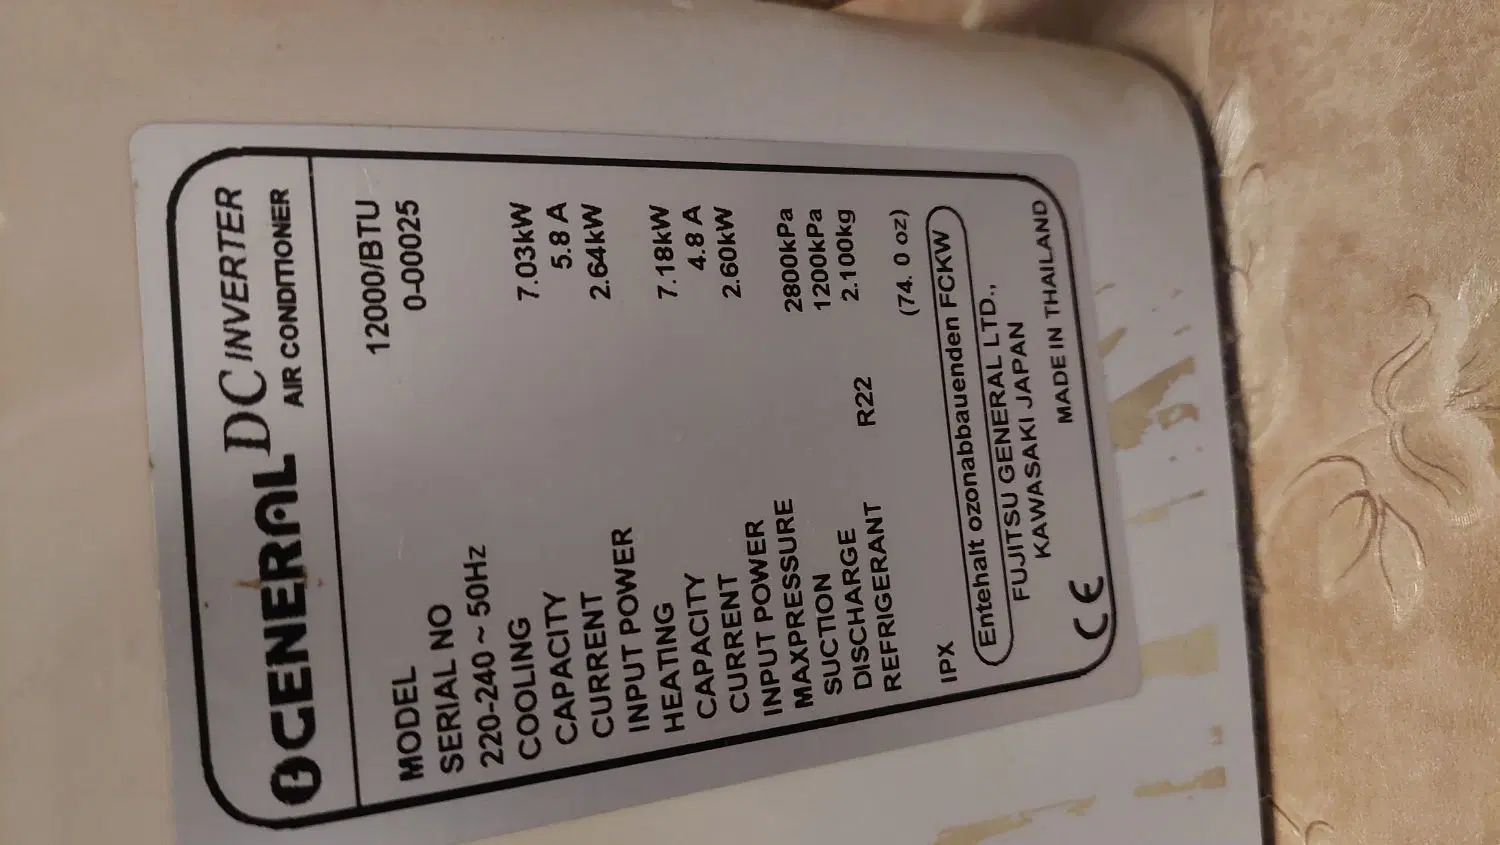 GENERAL DC INVERTER
AIR CONDITIONER
MODEL 12000/BTU
SERIAL NO 0-00025
220-240 ~ 50Hz
COOLING
CAPACITY 7.03kW
CURRENT 5.8 A
INPUT POWER 2.64kW
HEATING
CAPACITY 7.18kW
CURRENT 4.8 A
INPUT POWER 2.60kW
MAXPRESSURE
SUCTION 2800kPa
DISCHARGE 1200kPa
REFRIGERANT R22 2.100kg
(74. 0 oz)
IPX
Entehalt ozonabbauenden FCKW
FUJITSU GENERAL LTD.,
KAWASAKI JAPAN
CE MADE IN THAILAND